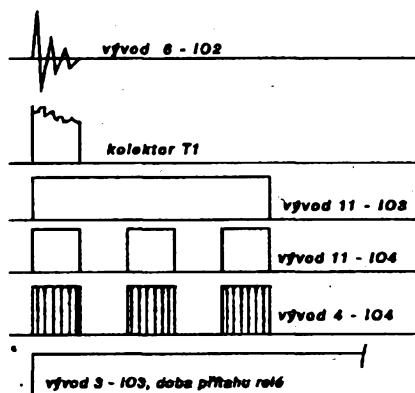 vývod 6 - IO2
kolektor T1
vývod 11 - IO3
vývod 11 - IO4
vývod 4 - IO4
vývod 3 - IO3, doba přítahu relé